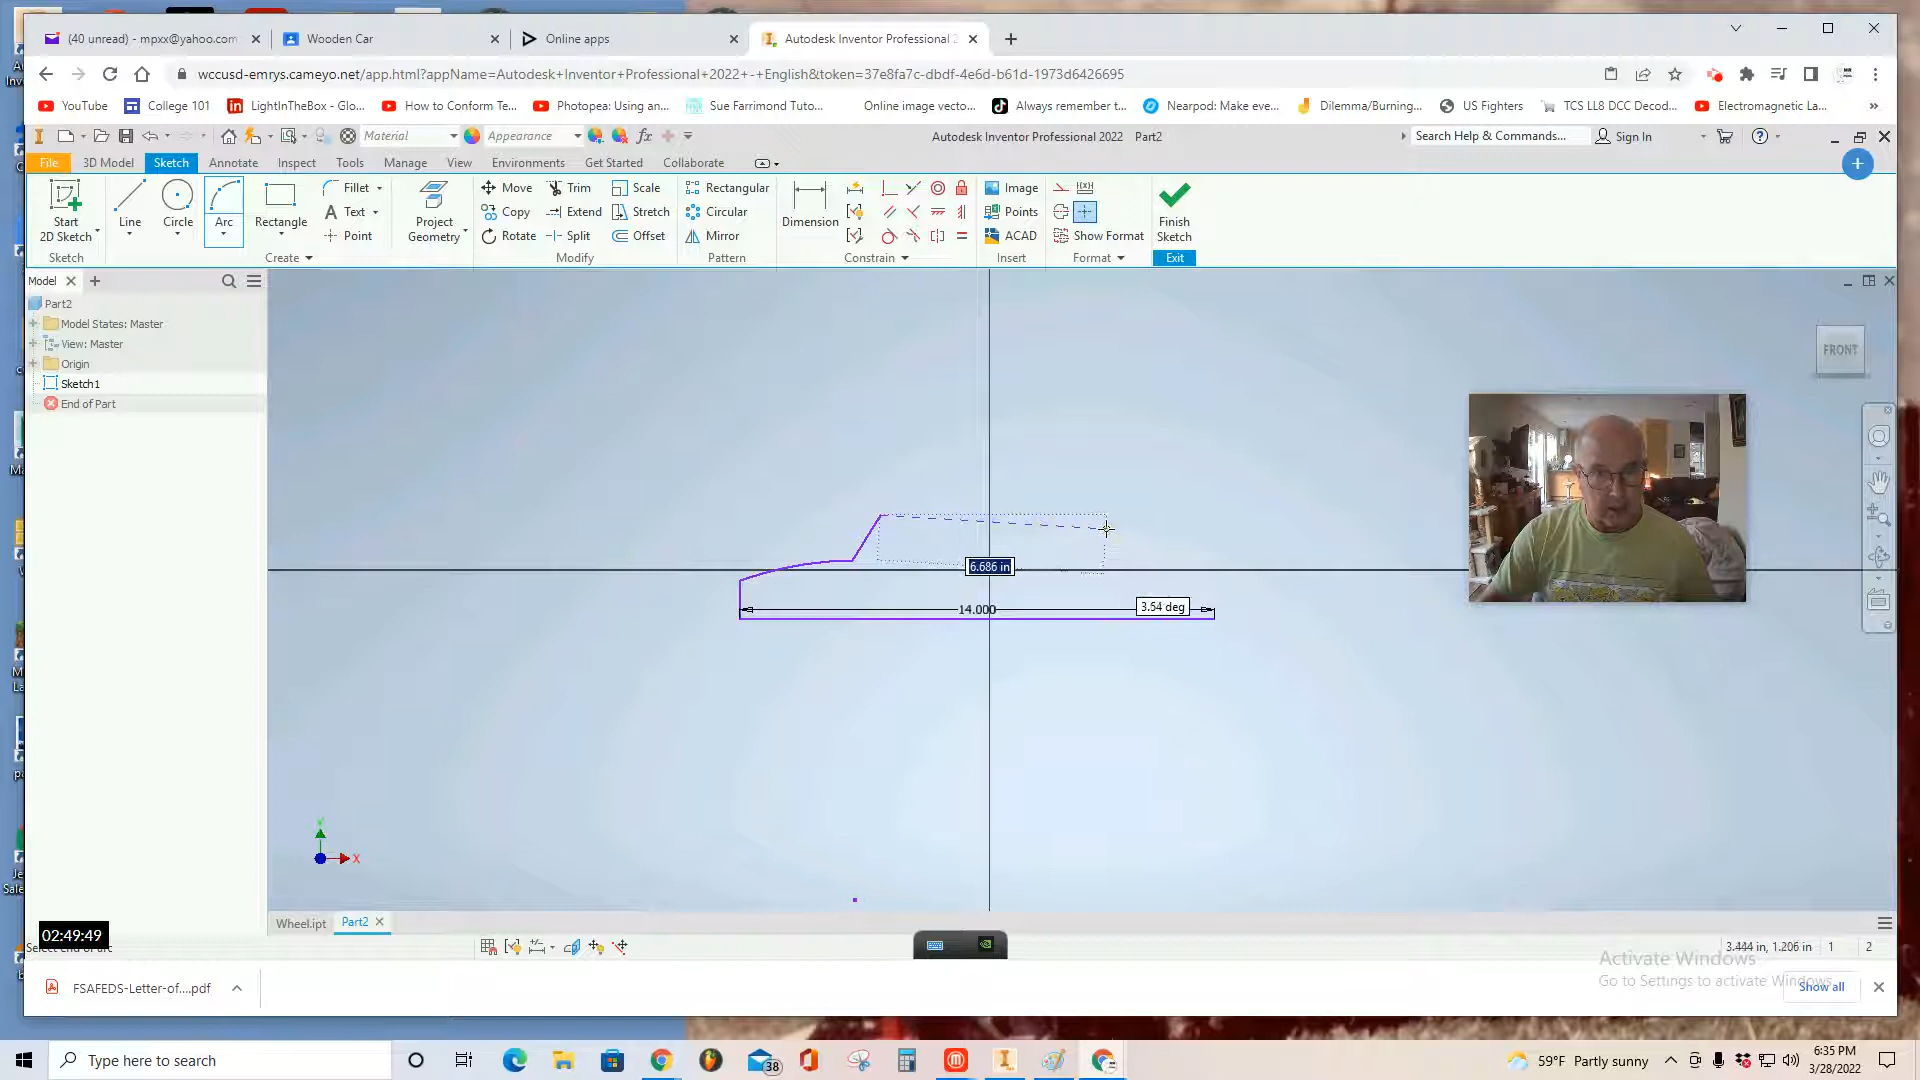 (40 unread) - mpxx@yahoo.com
Wooden Car
Online apps
Autodesk Inventor Professional 2
wccusd-emrys.cameyo.net/app.html?appName=Autodesk+Inventor+Professional+2022+-+English&token=37e8fa7c-dbdf-4e6d-b61d-1973d6426695
YouTube
College 101
LightInTheBox - Glo...
How to Conform Te...
Photopea: Using an...
Sue Farrimond Tuto...
Online image vecto...
Always remember t...
Nearpod: Make eve...
Dilemma/Burning...
US Fighters
TCS LL8 DCC Decod...
Electromagnetic La...
Material
Appearance
Autodesk Inventor Professional 2022 Part2
Search Help & Commands...
Sign In
File
3D Model
Sketch
Annotate
Inspect
Tools
Manage
View
Environments
Get Started
Collaborate
Start
2D Sketch
Line
Circle
Arc
Rectangle
Fillet
Text
Point
Project
Geometry
Move
Copy
Rotate
Trim
Extend
Split
Scale
Stretch
Offset
Rectangular
Circular
Mirror
Dimension
Image
Points
ACAD
Show Format
Finish
Sketch
Sketch
Create
Modify
Pattern
Constrain
Insert
Format
Exit
Model
Part2
Model States: Master
View: Master
Origin
Sketch1
End of Part
FRONT
6.686 in
14.000
3.54 deg
Y
X
Wheel.ipt
Part2
02:49:49
3.444 in, 1.206 in
1
2
Activate Windows
Go to Settings to activate Windows.
FSAFEDS-Letter-of....pdf
Show all
Type here to search
38
59°F Partly sunny
6:35 PM
3/28/2022